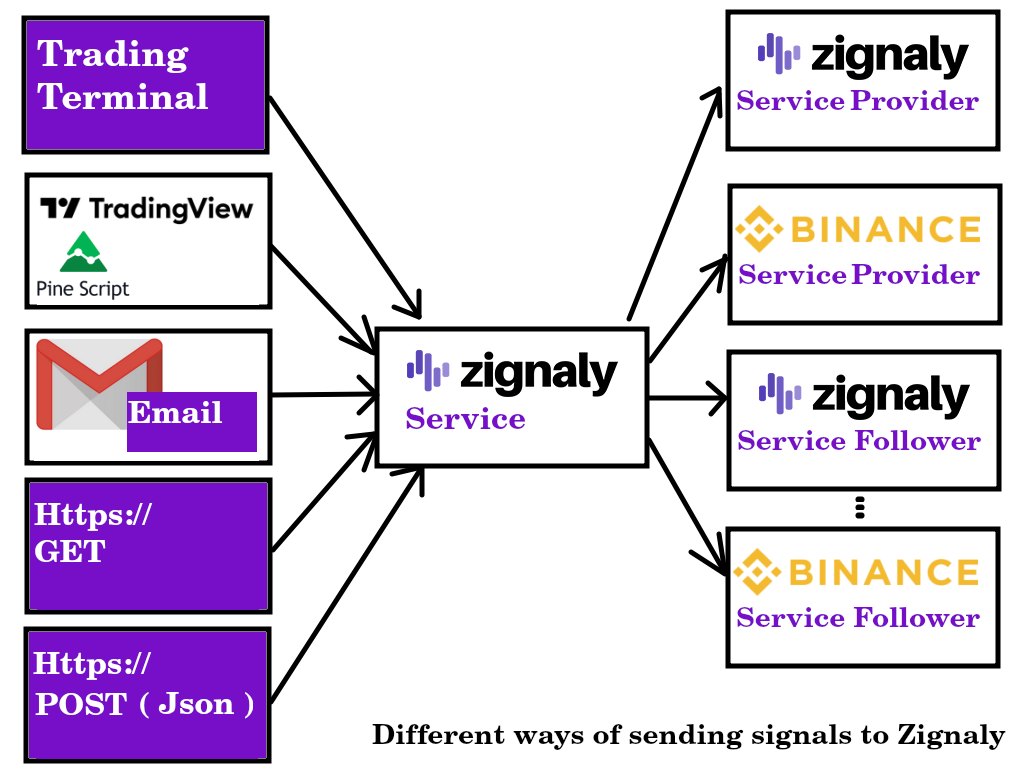 Trading
Terminal
TradingView
Pine Script
Email
Https://
GET
Https://
POST ( Json )
zignaly
Service
zignaly
Service Provider
BINANCE
Service Provider
zignaly
Service Follower
BINANCE
Service Follower
Different ways of sending signals to Zignaly